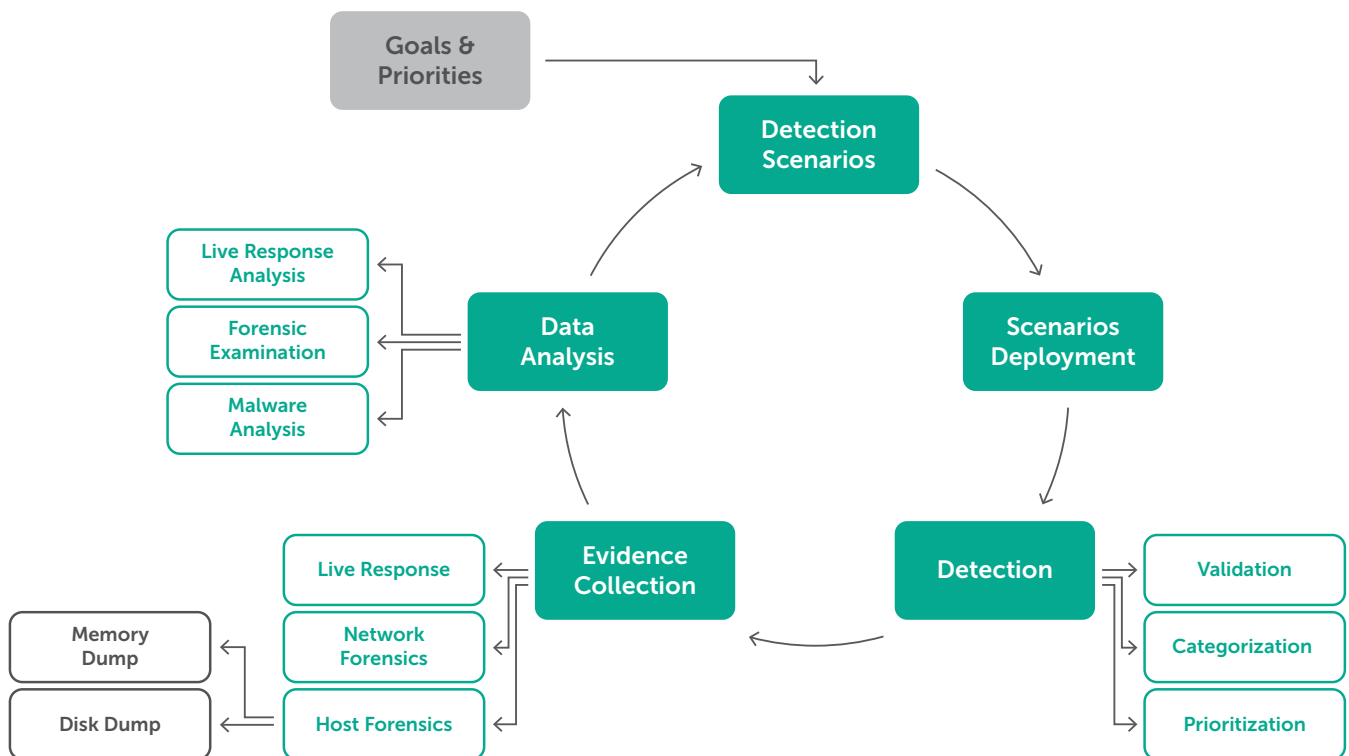 Goals &
Priorities
Detection
Scenarios
Live Response
Analysis
Forensic
Examination
Malware
Analysis
Data
Analysis
Scenarios
Deployment
Live Response
Network
Forensics
Host Forensics
Memory
Dump
Disk Dump
Evidence
Collection
Detection
Validation
Categorization
Prioritization